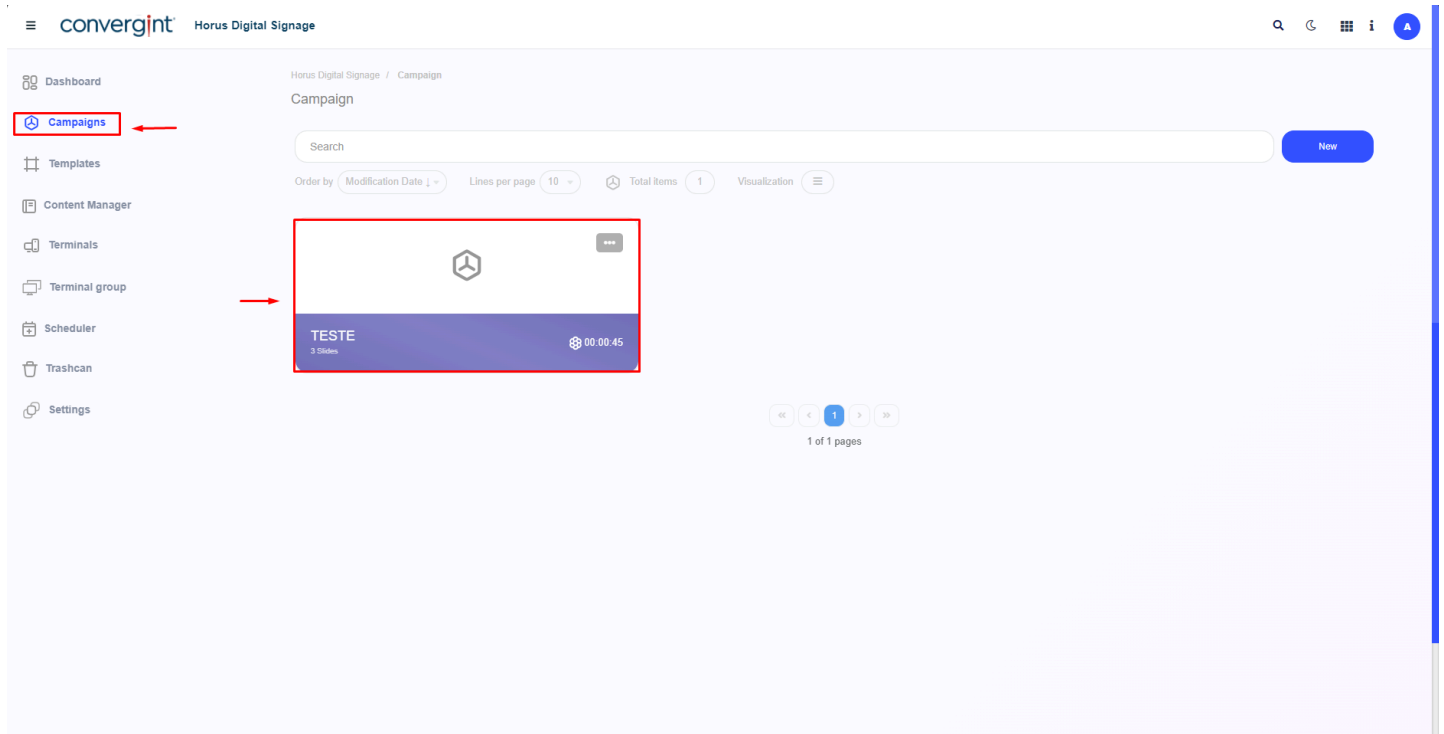 convergint Horus Digital Signage
i
A
Dashboard
Campaigns
Templates
Content Manager
Terminals
Terminal group
Scheduler
Trashcan
Settings
Horus Digital Signage / Campaign
Campaign
Search
New
Order by Modification Date ↓ Lines per page 10 Total items 1 Visualization
TESTE
3 Slides
00:00:45
« ‹ 1 › »
1 of 1 pages